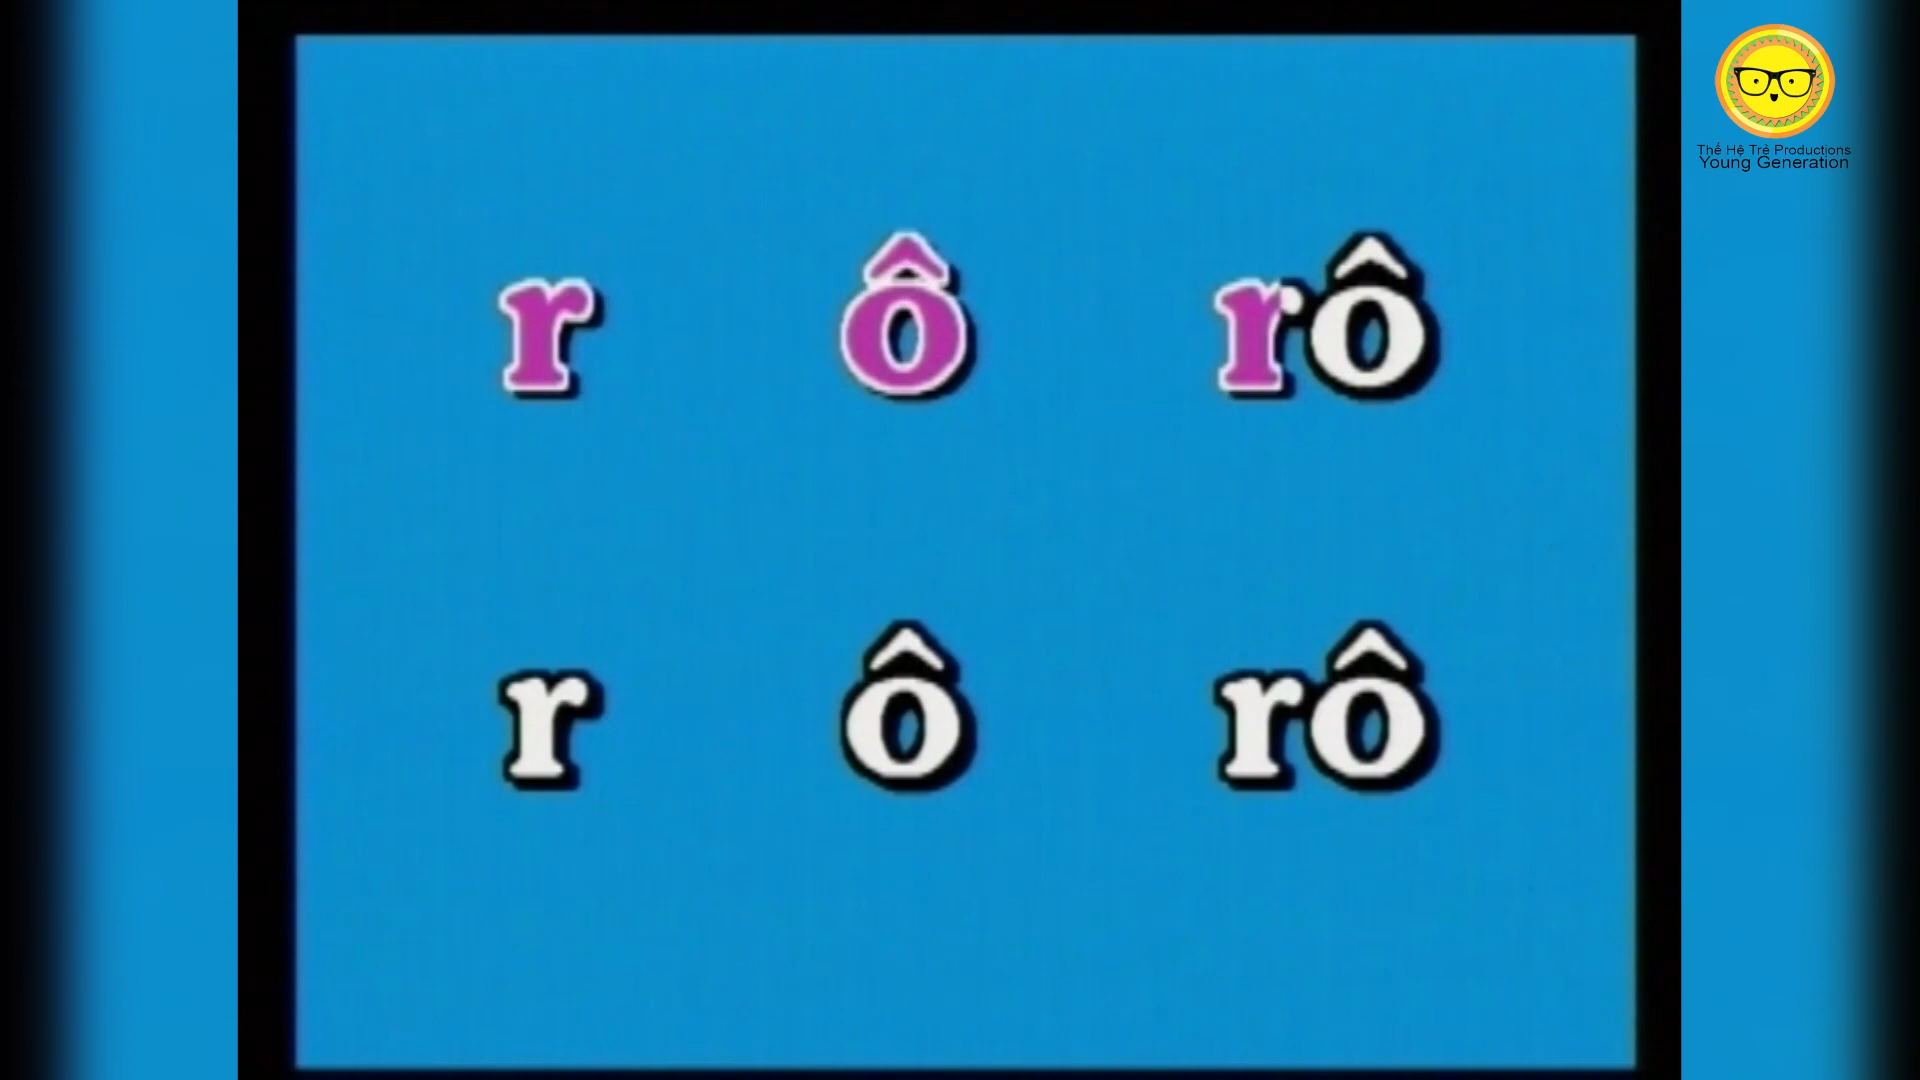 Thế Hệ Trẻ Productions
Young Generation
r ô rô
r ô rô